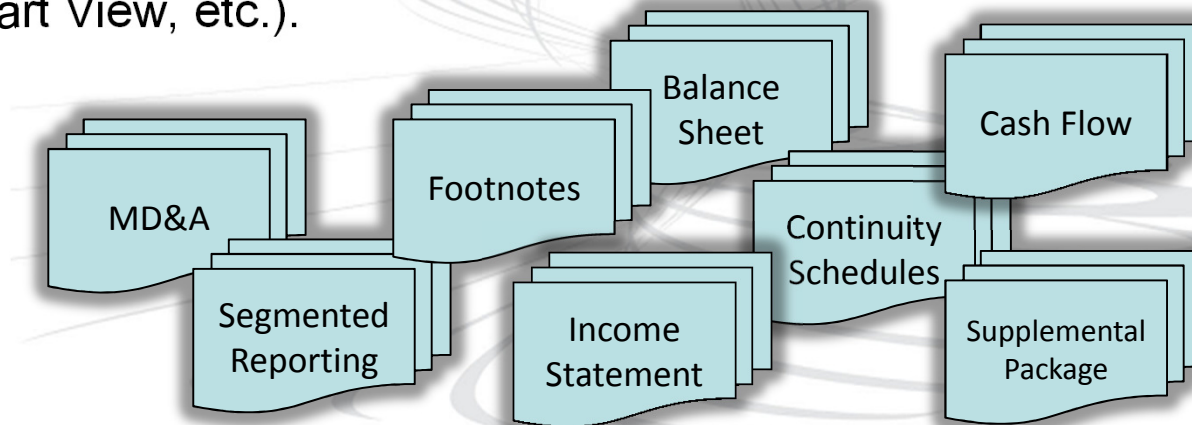 art View, etc.).
Balance
Sheet
Cash Flow
Footnotes
MD&A
Continuity
Schedules
Segmented
Reporting
Income
Statement
Supplemental
Package